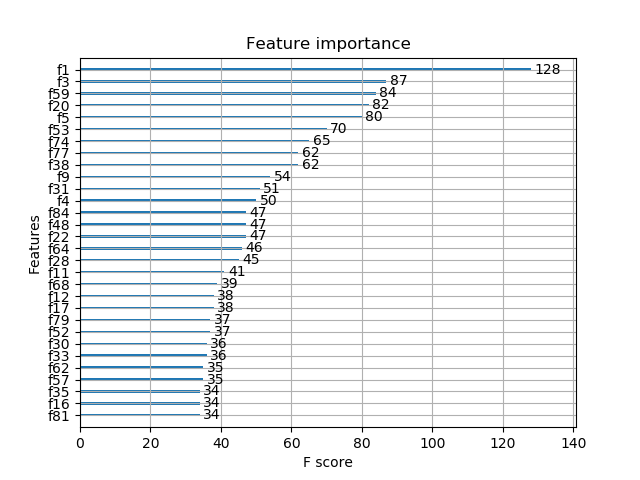 Feature importance
f1 128
f3 87
f59 84
f20 82
f5 80
f53 70
f74 65
f77 62
f38 62
f9 54
f31 51
f4 50
f84 47
f48 47
f22 47
f64 46
f28 45
f11 41
f68 39
f12 38
f17 38
f79 37
f52 37
f30 36
f33 36
f62 35
f57 35
f35 34
f16 34
f81 34
Features
0 20 40 60 80 100 120 140
F score